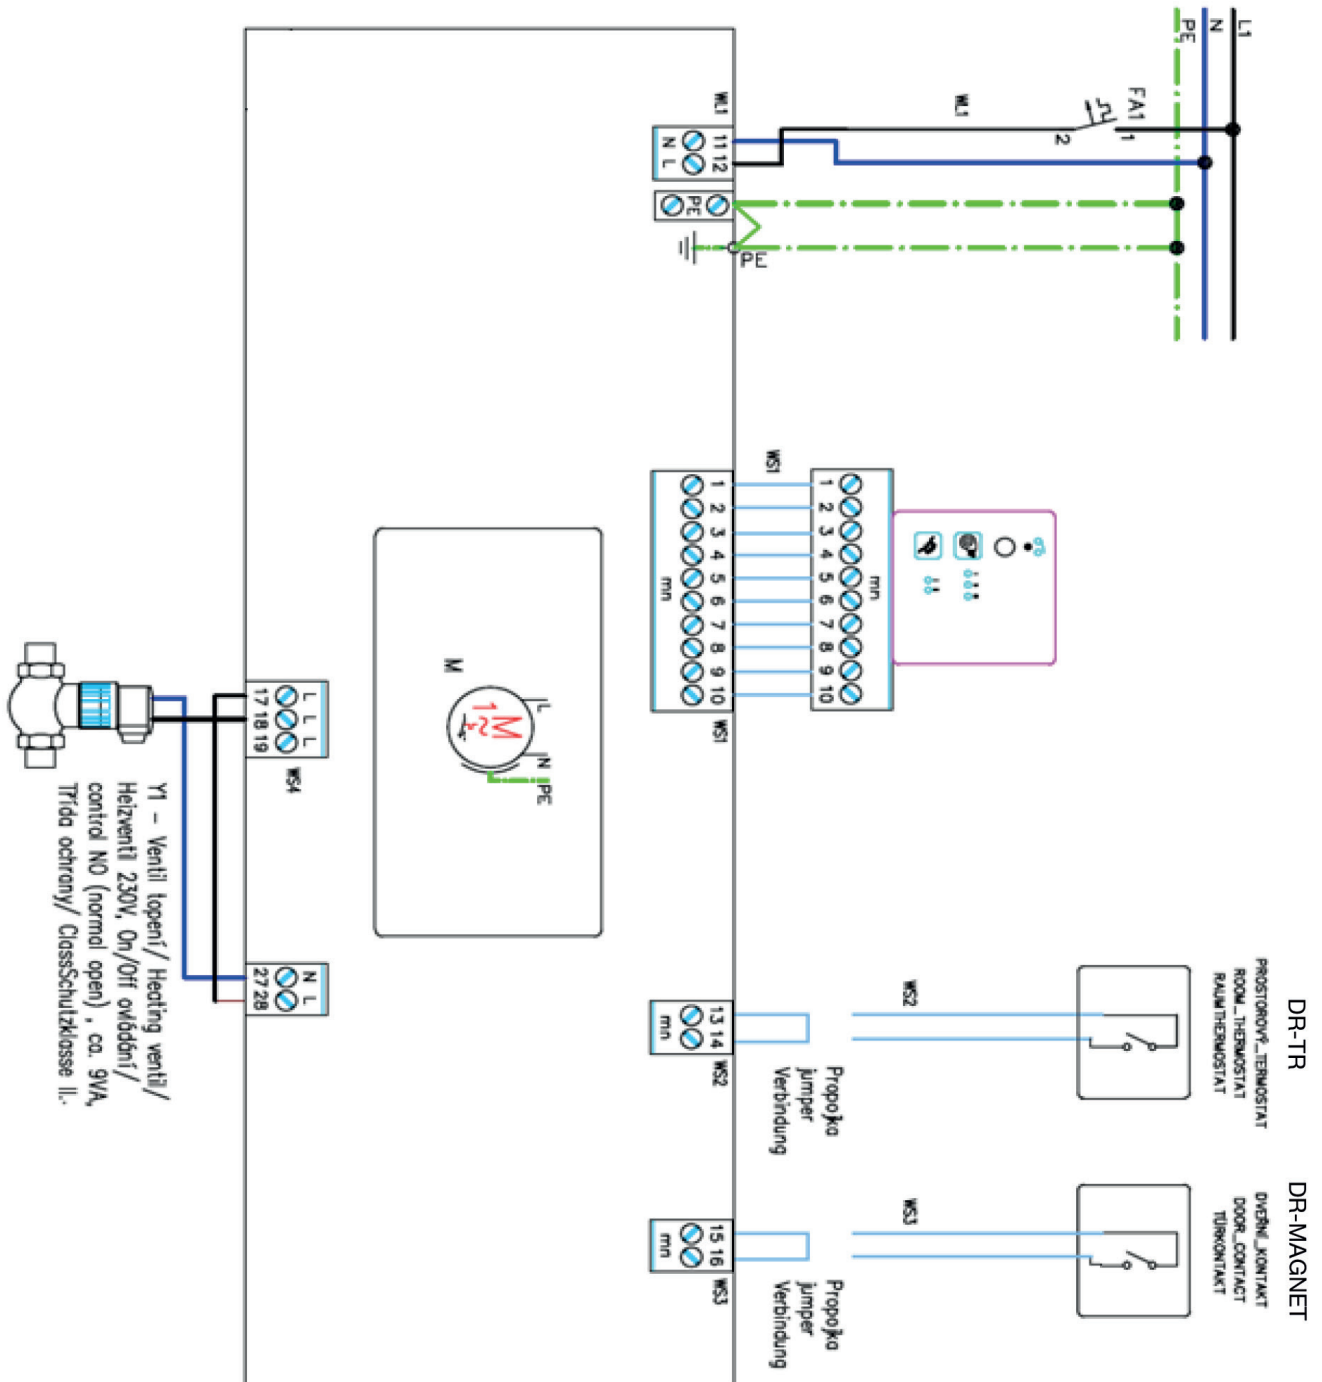 L1
N
PE
FA1
1
2
WL1
WL1
11 12
N L
PE
PE
WS1
1 2 3 4 5 6 7 8 9 10
mn
1 2 3 4 5 6 7 8 9 10
mn
WS1
M
M
1~
L
N
PE
L L L
17 18 19
WS4
N L
27 28
Y1 - Ventil topení/ Heating ventil/
Heizventil 230V, On/Off ovládání/
control NO (normal open) , ca. 9VA,
Třída ochrany/ ClassSchutzklasse II.
DR-TR
PROSTOROVÝ_TERMOSTAT
ROOM_THERMOSTAT
RAUMTHERMOSTAT
WS2
Propojka
jumper
Verbindung
13 14
mn
WS2
DR-MAGNET
DVEŘNÍ_KONTAKT
DOOR_CONTACT
TÜRKONTAKT
WS3
Propojka
jumper
Verbindung
15 16
mn
WS3